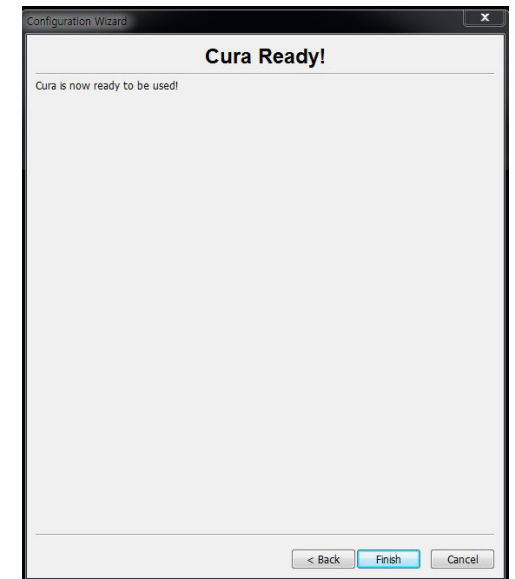 Configuration Wizard
x
Cura Ready!
Cura is now ready to be used!
< Back Finish Cancel